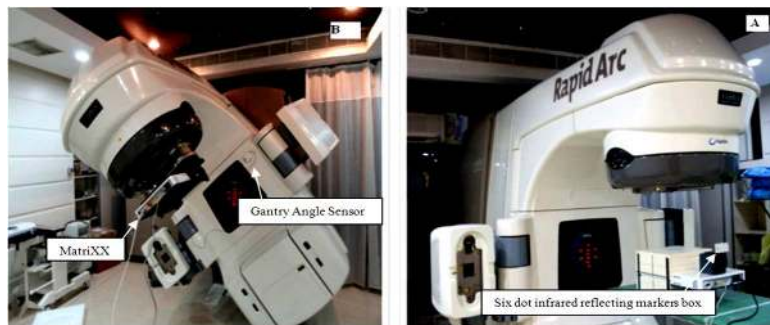 B
Gantry Angle Sensor
MatriXX
A
RapidArc
Six dot infrared reflecting markers box